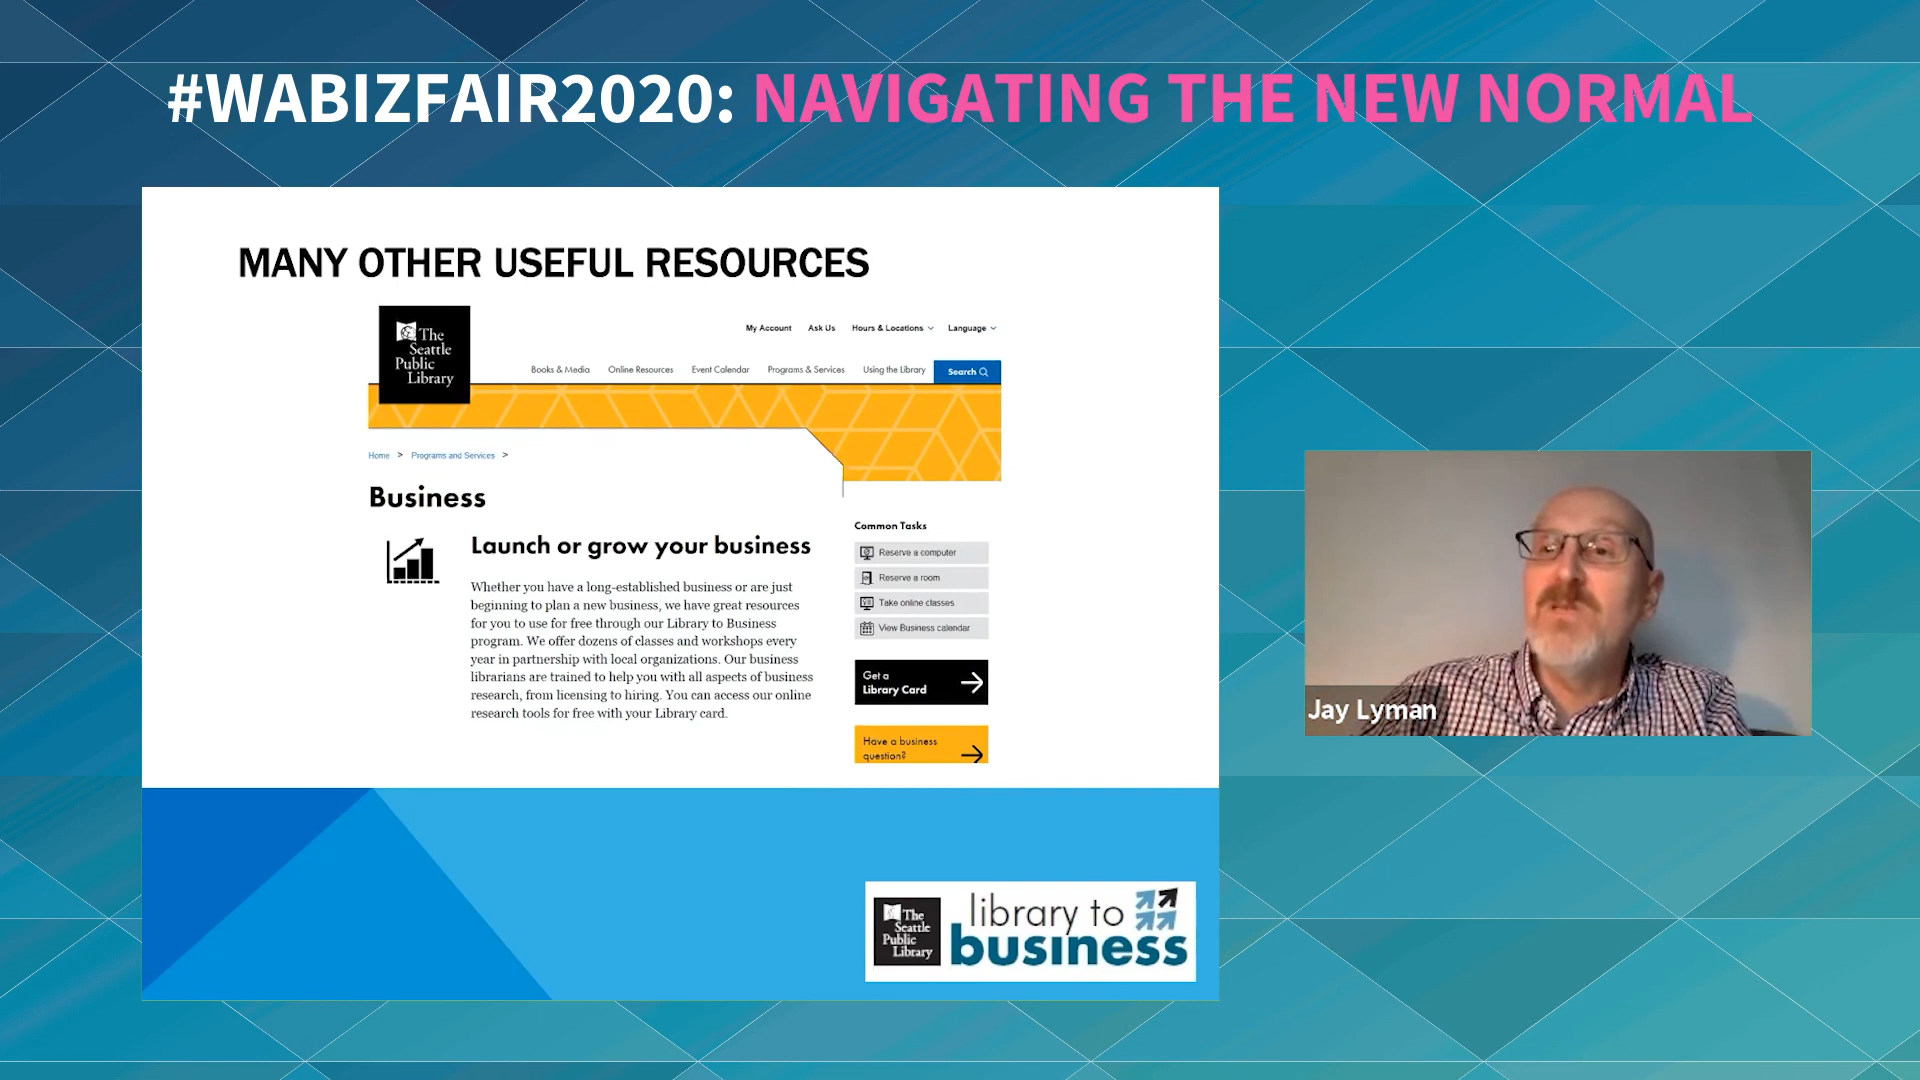 #WABIZFAIR2020: NAVIGATING THE NEW NORMAL
MANY OTHER USEFUL RESOURCES
The
Seattle
Public
Library
My Account Ask Us Hours & Locations Language
Books & Media Online Resources Event Calendar Programs & Services Using the Library Search
Home > Programs and Services >
Business
Launch or grow your business
Whether you have a long-established business or are just
beginning to plan a new business, we have great resources
for you to use for free through our Library to Business
program. We offer dozens of classes and workshops every
year in partnership with local organizations. Our business
librarians are trained to help you with all aspects of business
research, from licensing to hiring. You can access our online
research tools for free with your Library card.
Common Tasks
Reserve a computer
Reserve a room
Take online classes
View Business calendar
Get a
Library Card
Have a business
question?
Jay Lyman
The
Seattle
Public
Library
library to
business